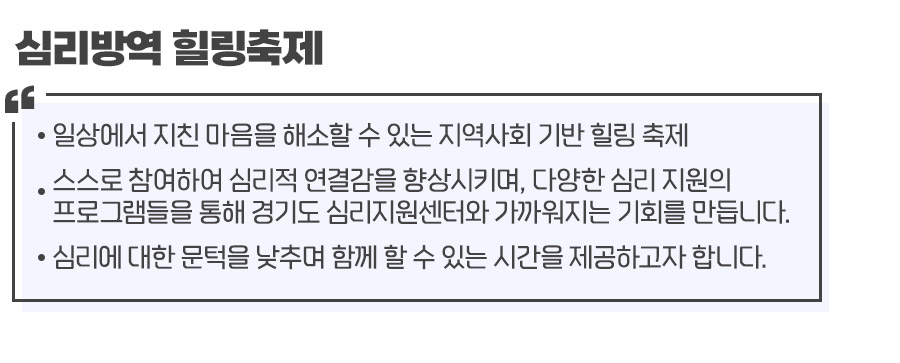 심리방역 힐링축제
“
• 일상에서 지친 마음을 해소할 수 있는 지역사회 기반 힐링 축제
• 스스로 참여하여 심리적 연결감을 향상시키며, 다양한 심리 지원의
프로그램들을 통해 경기도 심리지원센터와 가까워지는 기회를 만듭니다.
• 심리에 대한 문턱을 낮추며 함께 할 수 있는 시간을 제공하고자 합니다.